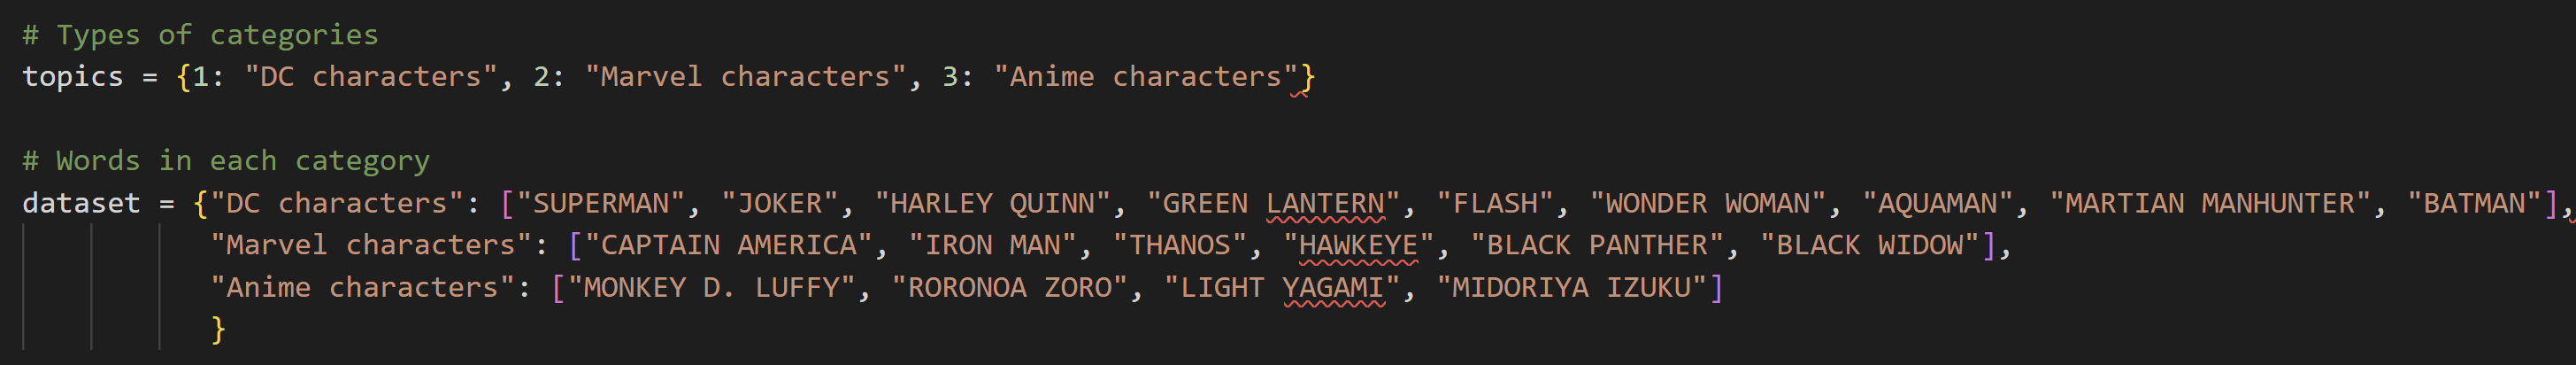 # Types of categories
topics = {1: "DC characters", 2: "Marvel characters", 3: "Anime characters"}
# Words in each category
dataset = {"DC characters": ["SUPERMAN", "JOKER", "HARLEY QUINN", "GREEN LANTERN", "FLASH", "WONDER WOMAN", "AQUAMAN", "MARTIAN MANHUNTER", "BATMAN"],
"Marvel characters": ["CAPTAIN AMERICA", "IRON MAN", "THANOS", "HAWKEYE", "BLACK PANTHER", "BLACK WIDOW"],
"Anime characters": ["MONKEY D. LUFFY", "RORONOA ZORO", "LIGHT YAGAMI", "MIDORIYA IZUKU"]
}